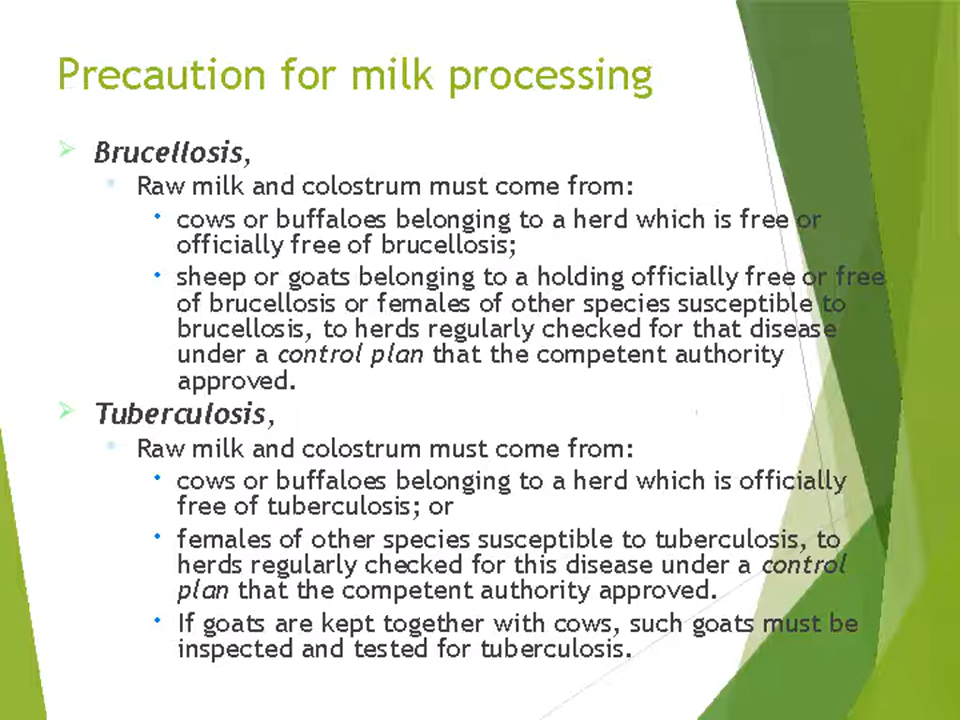 Precaution for milk processing
Brucellosis,
Raw milk and colostrum must come from:
cows or buffaloes belonging to a herd which is free or
officially free of brucellosis;
sheep or goats belonging to a holding officially free or free
of brucellosis or females of other species susceptible to
brucellosis, to herds regularly checked for that disease
under a control plan that the competent authority
approved.
Tuberculosis,
Raw milk and colostrum must come from:
cows or buffaloes belonging to a herd which is officially
free of tuberculosis; or
females of other species susceptible to tuberculosis, to
herds regularly checked for this disease under a control
plan that the competent authority approved.
If goats are kept together with cows, such goats must be
inspected and tested for tuberculosis.